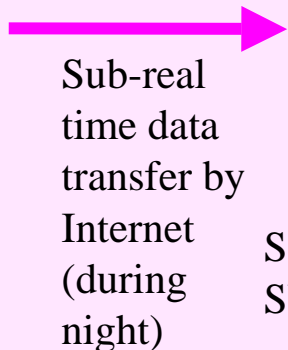 Sub-real
time data
transfer by
Internet
(during
night)
S
S